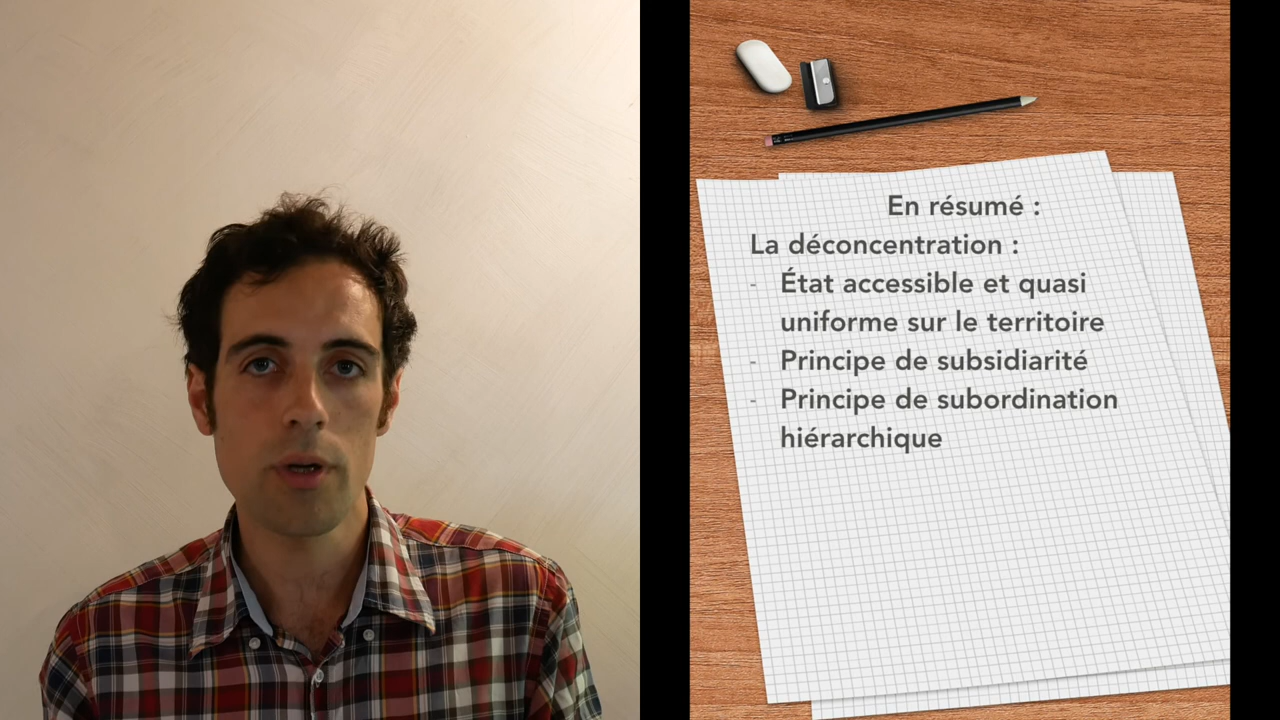 En résumé :
La déconcentration :
- État accessible et quasi
uniforme sur le territoire
- Principe de subsidiarité
- Principe de subordination
hiérarchique